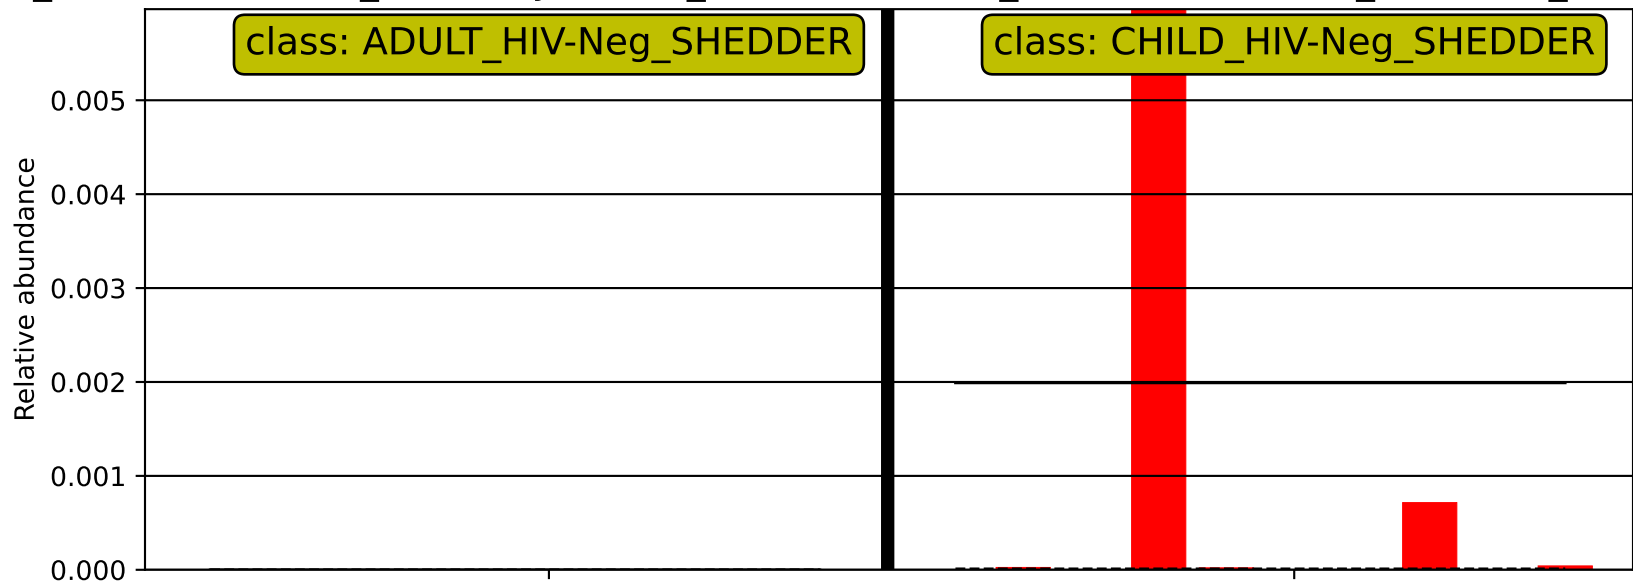 class: ADULT_HIV-Neg_SHEDDER
class: CHILD_HIV-Neg_SHEDDER
Relative abundance
0.005
0.004
0.003
0.002
0.001
0.000